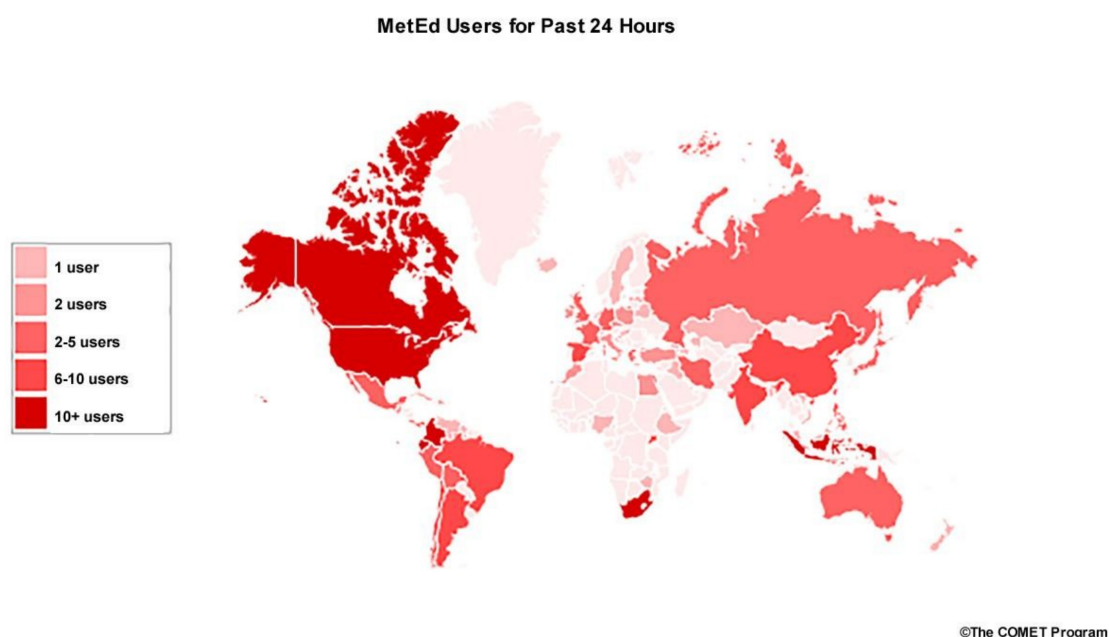 MetEd Users for Past 24 Hours
1 user
2 users
2-5 users
6-10 users
10+ users
©The COMET Program